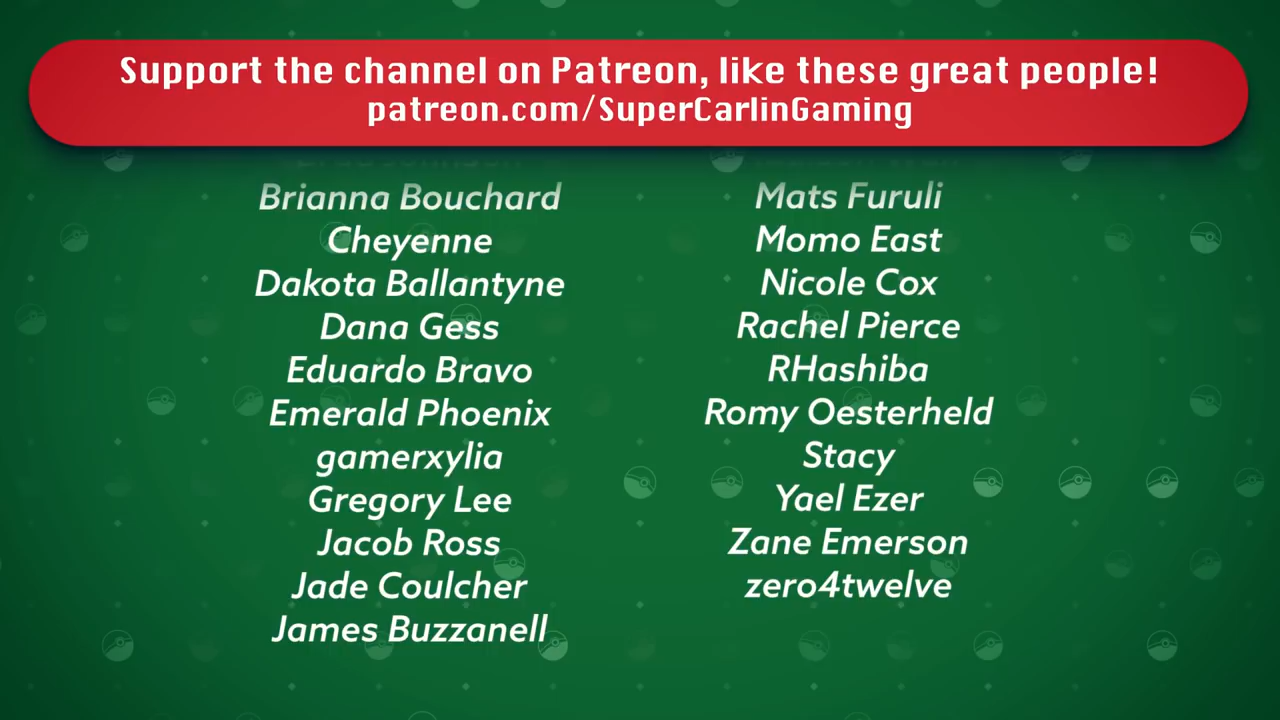 Support the channel on Patreon, like these great people!
patreon.com/SuperCarlinGaming
Brianna Bouchard
Cheyenne
Dakota Ballantyne
Dana Gess
Eduardo Bravo
Emerald Phoenix
gamerxylia
Gregory Lee
Jacob Ross
Jade Coulcher
James Buzzanell
Mats Furuli
Momo East
Nicole Cox
Rachel Pierce
RHashiba
Romy Oesterheld
Stacy
Yael Ezer
Zane Emerson
zero4twelve